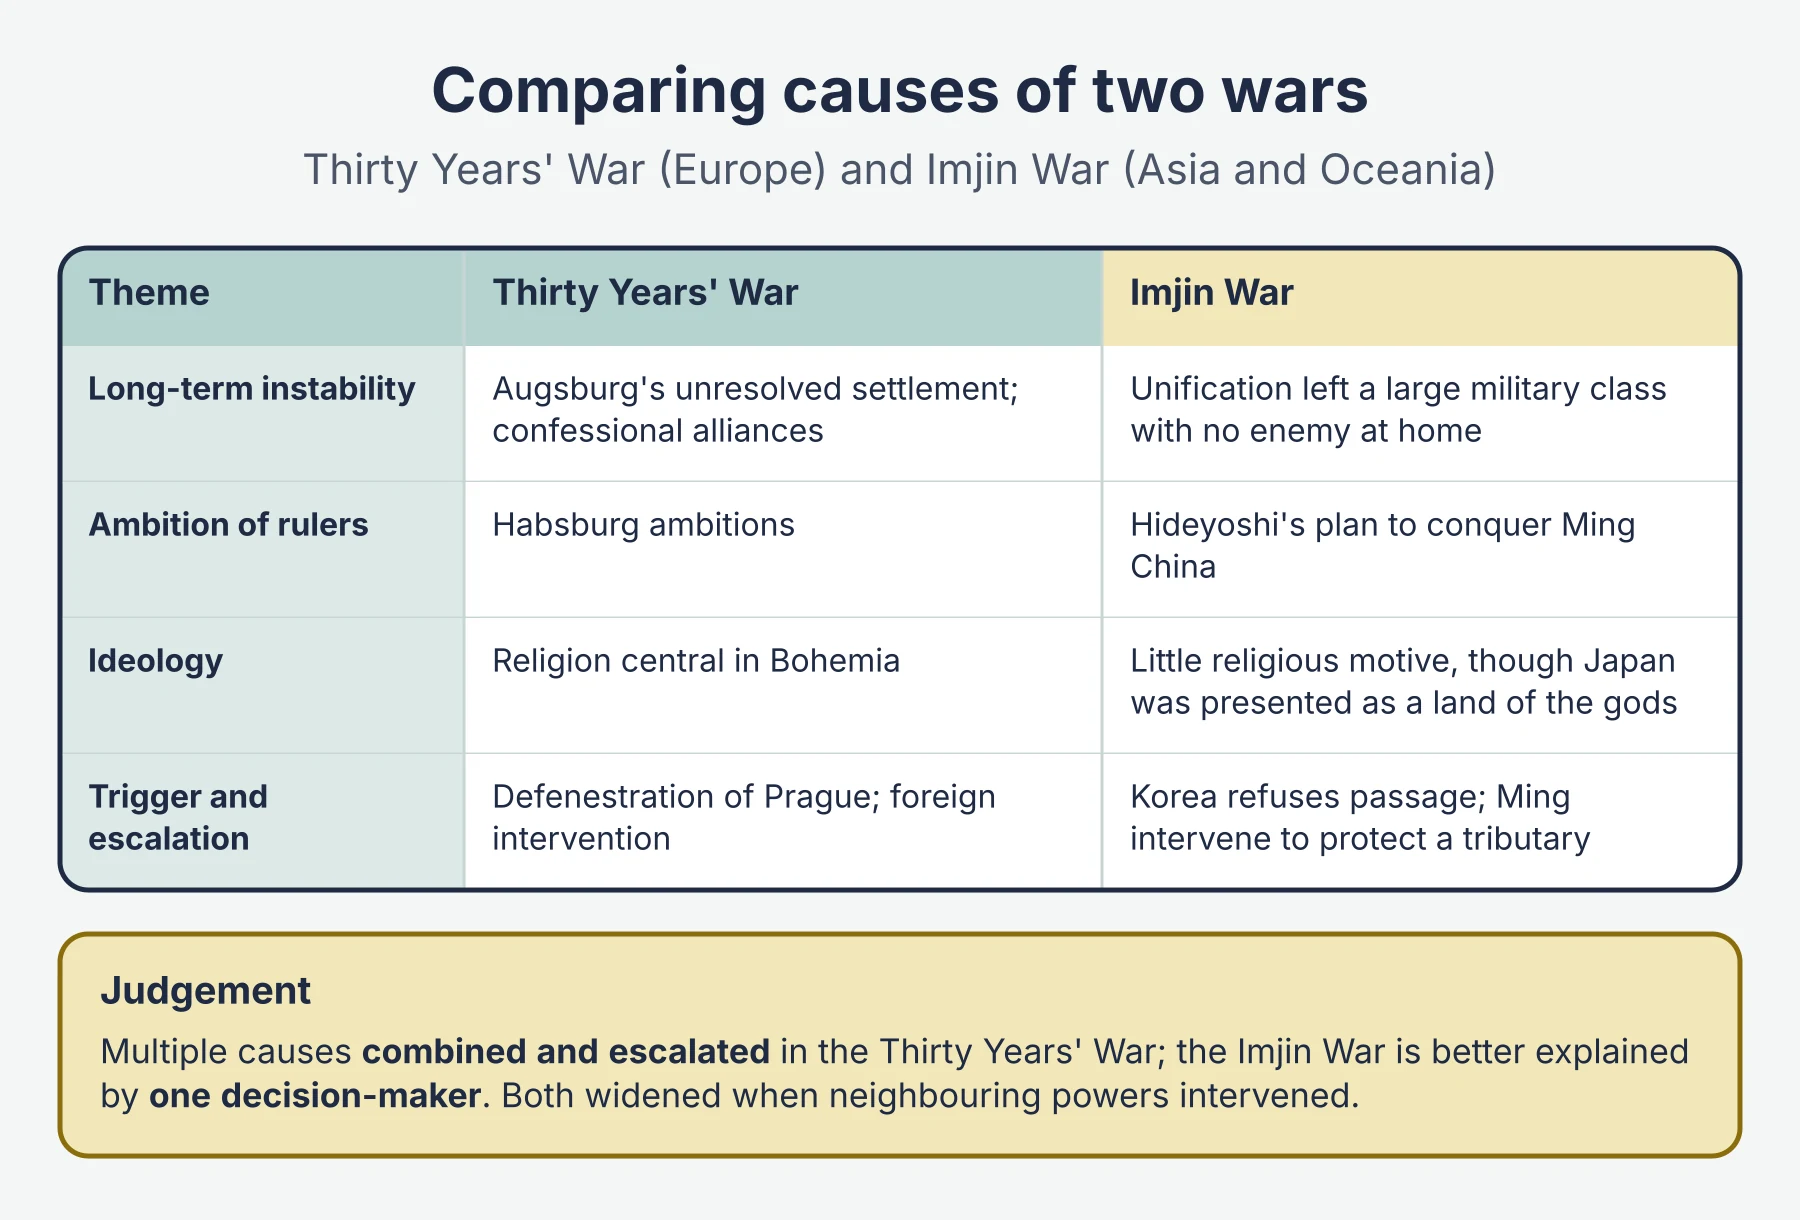 Comparing causes of two wars
Thirty Years' War (Europe) and Imjin War (Asia and Oceania)
Theme
Thirty Years' War
Imjin War
Long-term instability
Augsburg's unresolved settlement;
confessional alliances
Unification left a large military class
with no enemy at home
Ambition of rulers
Habsburg ambitions
Hideyoshi's plan to conquer Ming
China
Ideology
Religion central in Bohemia
Little religious motive, though Japan
was presented as a land of the gods
Trigger and
escalation
Defenestration of Prague; foreign
intervention
Korea refuses passage; Ming
intervene to protect a tributary
Judgement
Multiple causes combined and escalated in the Thirty Years' War; the Imjin War is better explained
by one decision-maker. Both widened when neighbouring powers intervened.